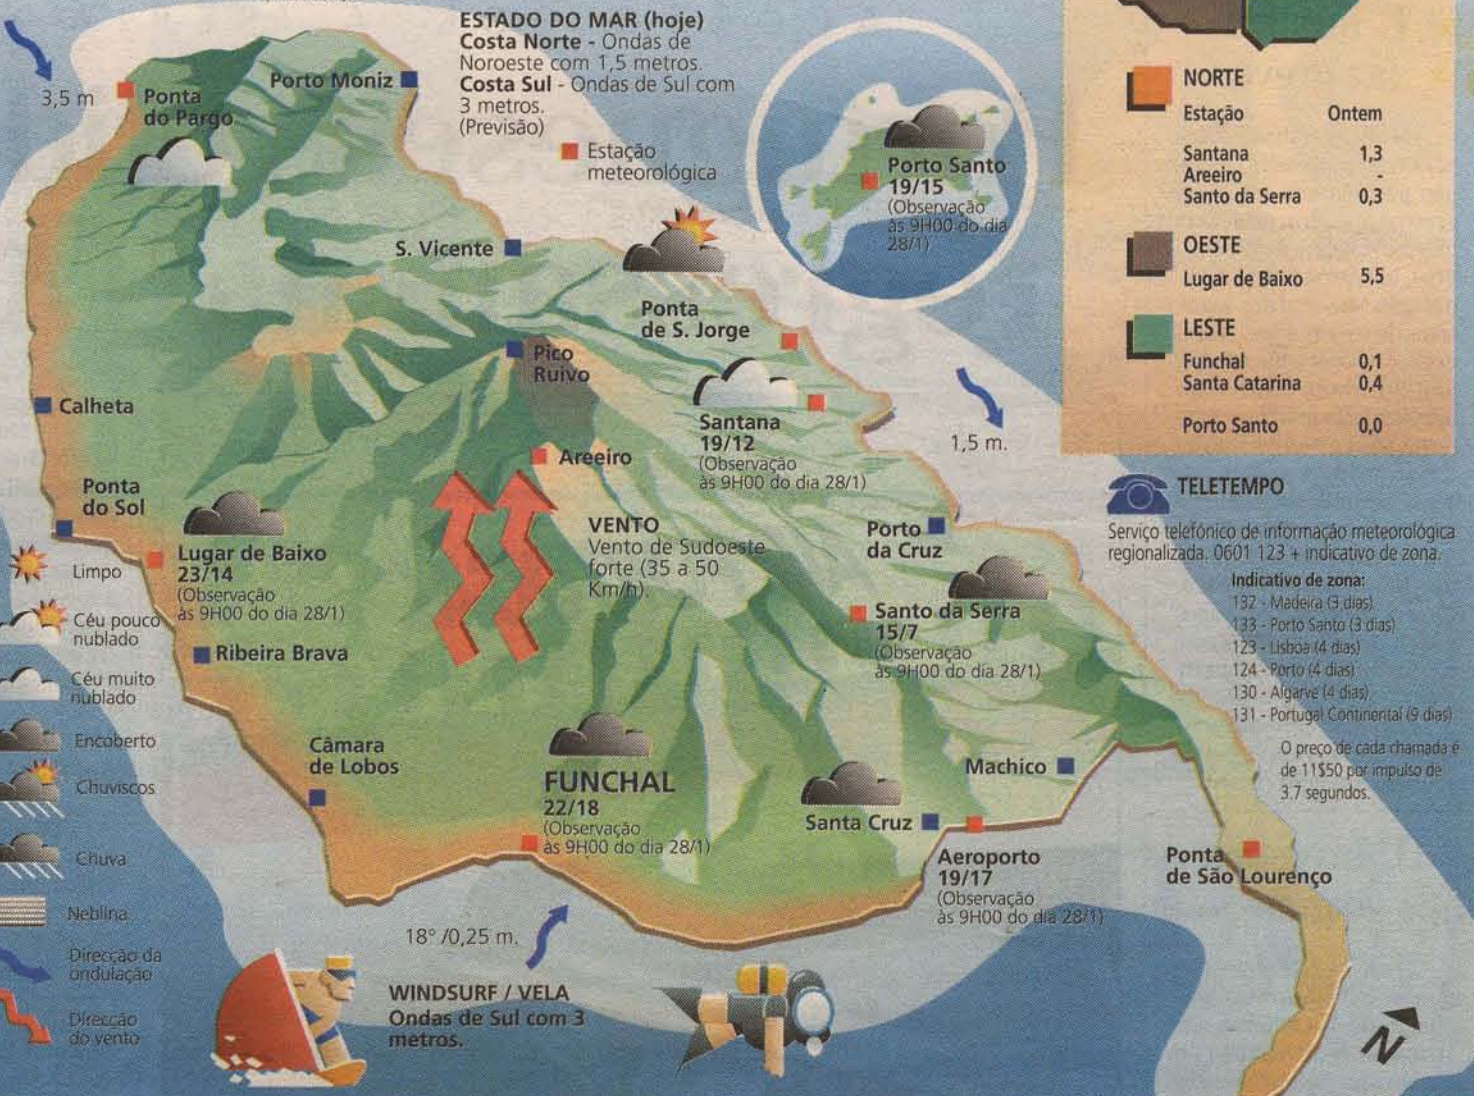 ESTADO DO MAR (hoje)
Costa Norte - Ondas de
Noroeste com 1,5 metros.
Costa Sul - Ondas de Sul com
3 metros.
(Previsão)
Estação
meteorológica
3,5 m
Ponta
do Pargo
Porto Moniz
S. Vicente
Ponta
de S. Jorge
Porto Santo
19/15
(Observação
às 9H00 do dia
28/1)
Pico
Ruivo
Calheta
Santana
19/12
(Observação
às 9H00 do dia 28/1)
1,5 m.
Areeiro
Ponta
do Sol
Lugar de Baixo
23/14
(Observação
às 9H00 do dia 28/1)
VENTO
Vento de Sudoeste
forte (35 a 50
Km/h).
Porto
da Cruz
Santo da Serra
15/7
(Observação
às 9H00 do dia 28/1)
Ribeira Brava
Câmara
de Lobos
FUNCHAL
22/18
(Observação
às 9H00 do dia 28/1)
Machico
Santa Cruz
Aeroporto
19/17
(Observação
às 9H00 do dia 28/1)
Ponta
de São Lourenço
18° /0,25 m.
WINDSURF / VELA
Ondas de Sul com 3
metros.
N
Limpo
Céu pouco
nublado
Céu muito
nublado
Encoberto
Chuviscos
Chuva
Neblina
Direcção da
ondulação
Direcção
do vento
NORTE
Estação Ontem
Santana 1,3
Areeiro -
Santo da Serra 0,3
OESTE
Lugar de Baixo 5,5
LESTE
Funchal 0,1
Santa Catarina 0,4
Porto Santo 0,0
TELETEMPO
Serviço telefónico de informação meteorológica
regionalizada. 0601 123 + indicativo de zona.
Indicativo de zona:
132 - Madeira (3 dias)
133 - Porto Santo (3 dias)
123 - Lisboa (4 dias)
124 - Porto (4 dias)
130 - Algarve (4 dias)
131 - Portugal Continental (9 dias)
O preço de cada chamada é
de 11$50 por impulso de
3.7 segundos.